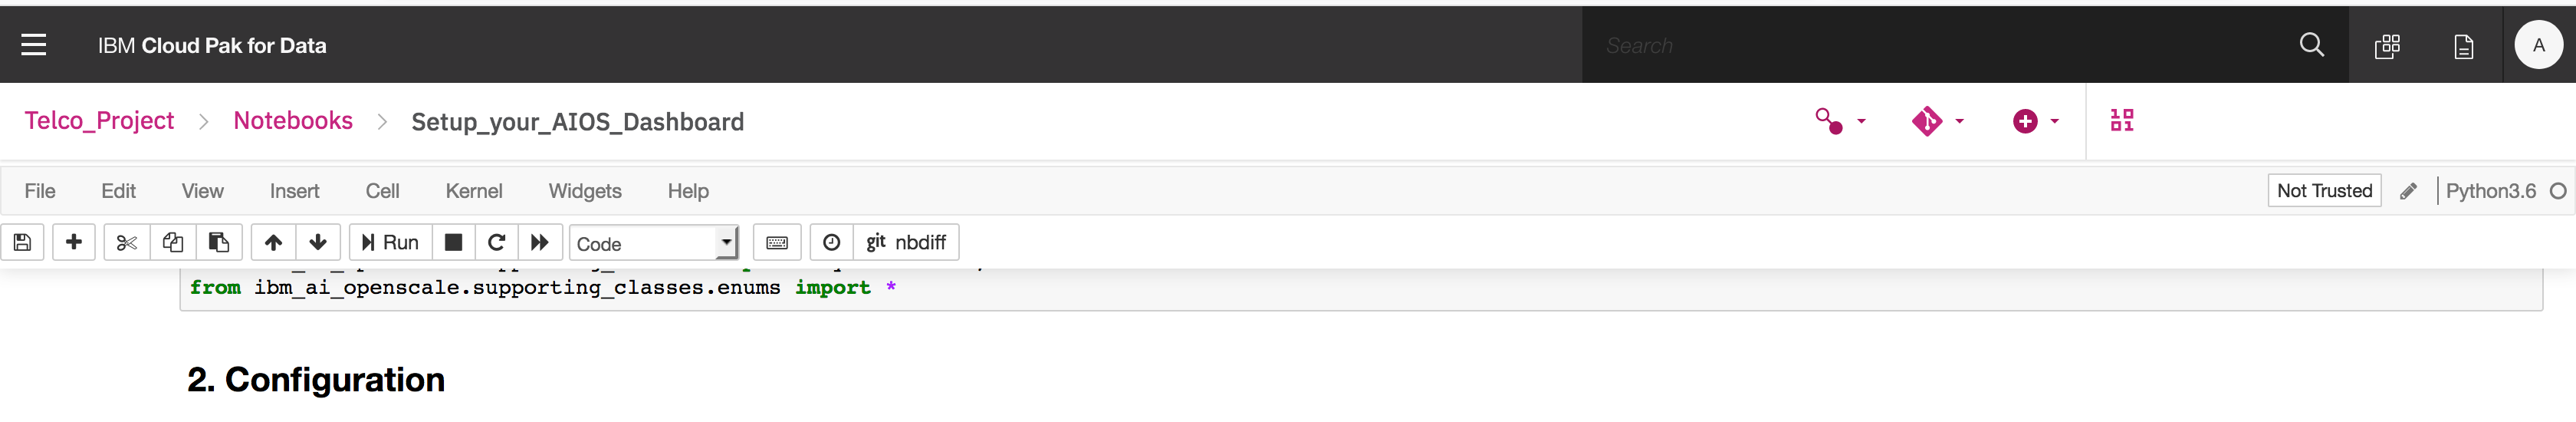 IBM Cloud Pak for Data
Search
A
Telco_Project > Notebooks > Setup_your_AIOS_Dashboard
File Edit View Insert Cell Kernel Widgets Help Not Trusted Python3.6
Run Code git nbdiff
from ibm_ai_openscale.supporting_classes.enums import *
2. Configuration